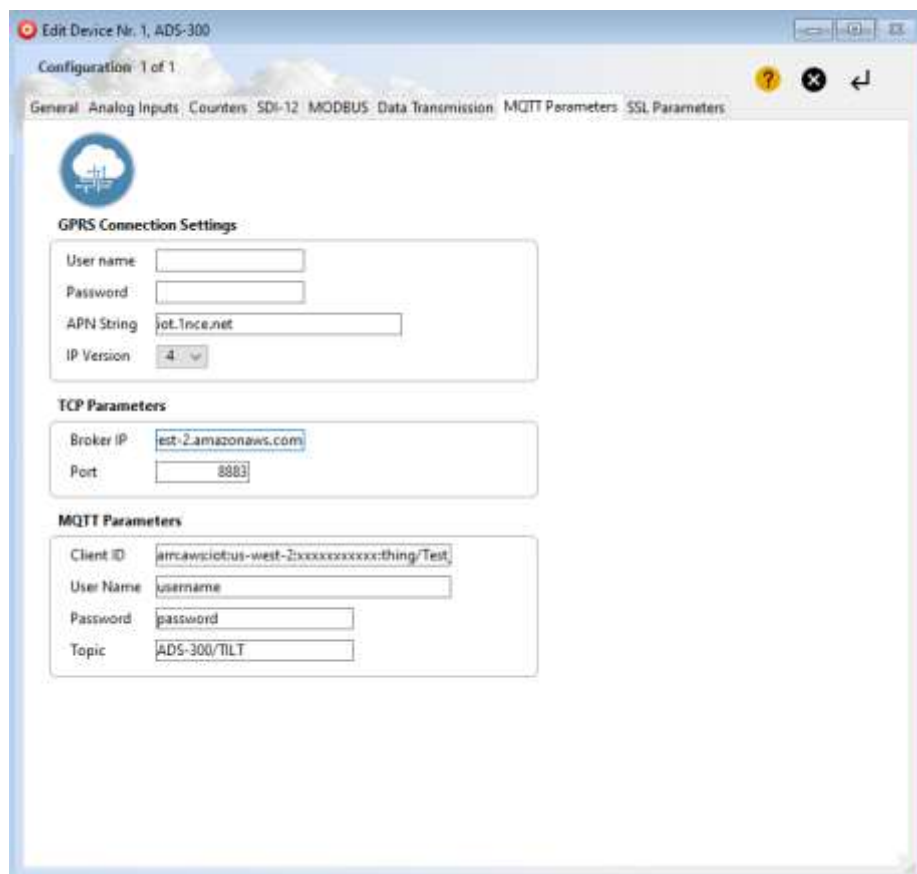 Edit Device Nr. 1, ADS-300
Configuration 1 of 1
?
General Analog Inputs Counters SDI-12 MODBUS Data Transmission MQTT Parameters SSL Parameters
GPRS Connection Settings
User name
Password
APN String iot.1nce.net
IP Version 4
TCP Parameters
Broker IP est-2.amazonaws.com
Port 8883
MQTT Parameters
Client ID arn:aws:iot:us-west-2:xxxxxxxxxxx:thing/Test
User Name username
Password password
Topic ADS-300/TILT